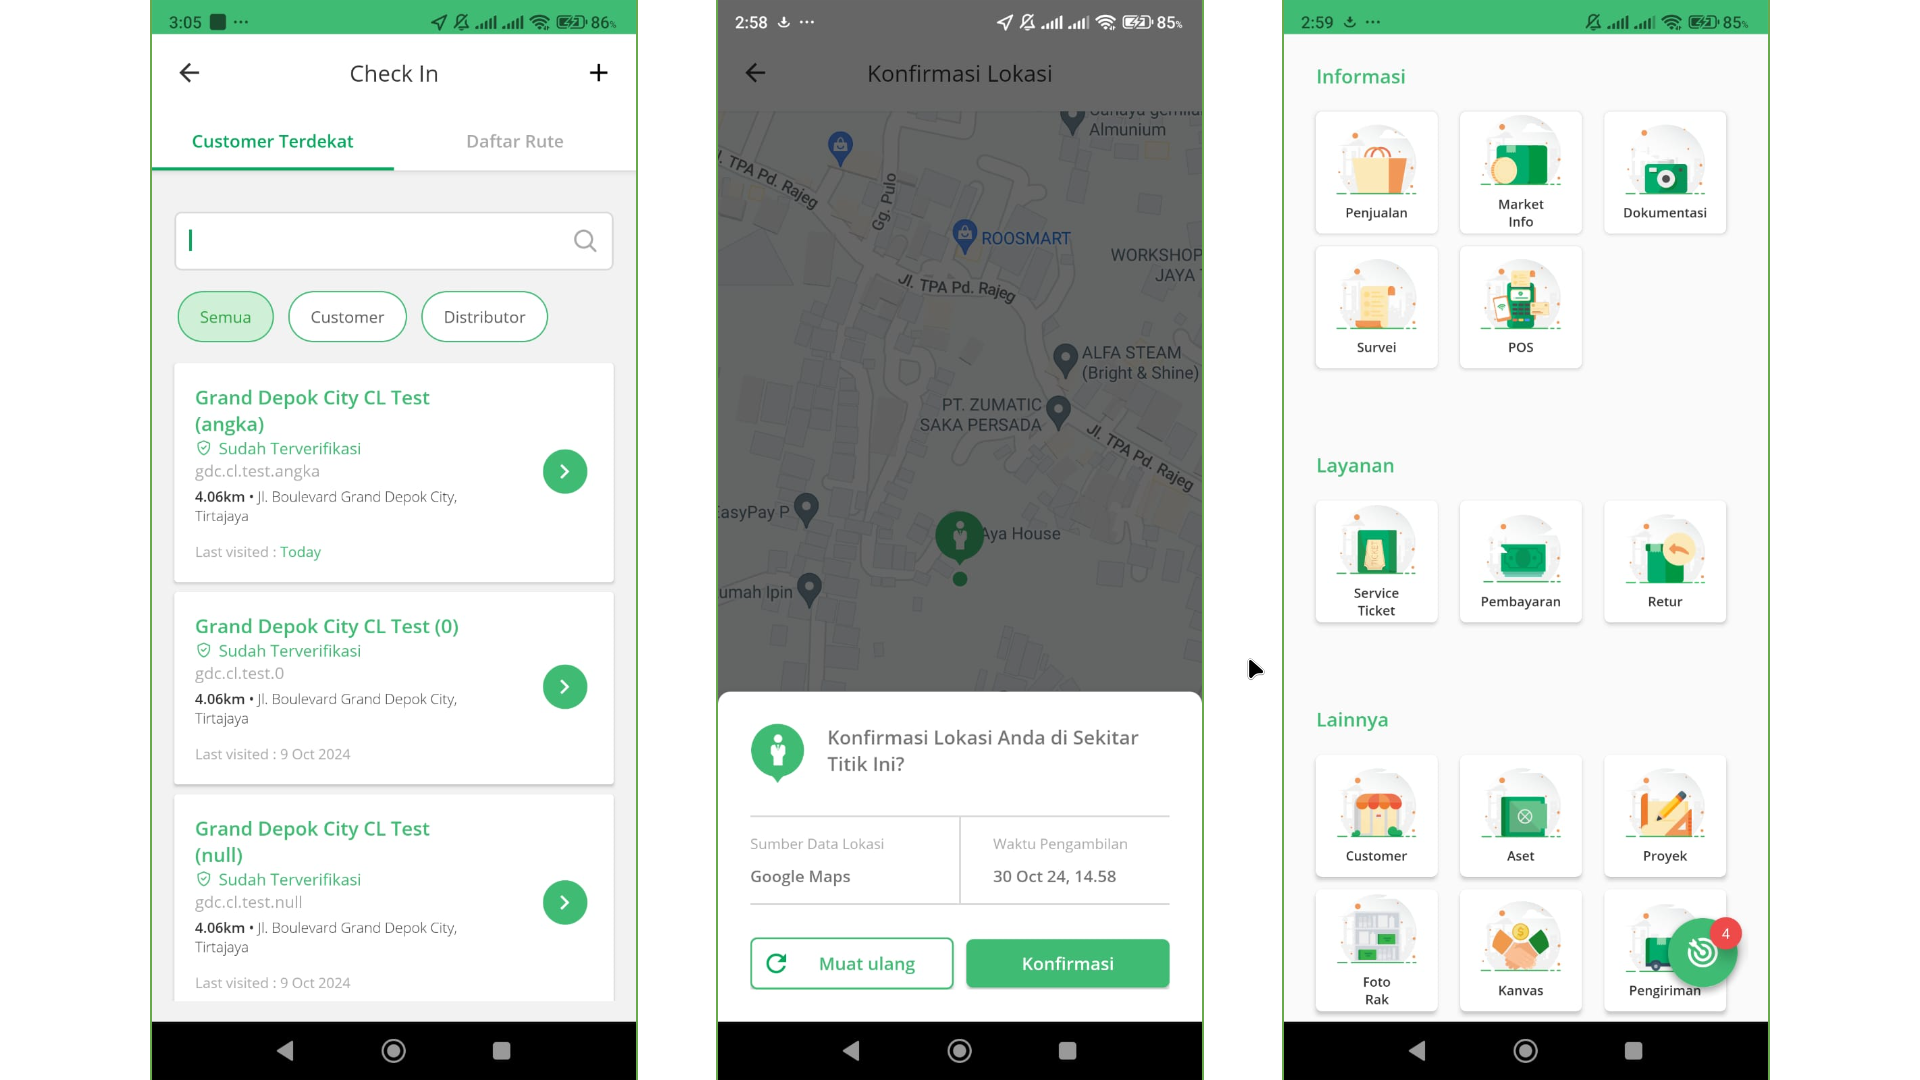 3:05
86%
Check In
Customer Terdekat
Daftar Rute
Semua
Customer
Distributor
Grand Depok City CL Test
(angka)
Sudah Terverifikasi
gdc.cl.test.angka
4.06km • Jl. Boulevard Grand Depok City,
Tirtajaya
Last visited : Today
Grand Depok City CL Test (0)
Sudah Terverifikasi
gdc.cl.test.0
4.06km • Jl. Boulevard Grand Depok City,
Tirtajaya
Last visited : 9 Oct 2024
Grand Depok City CL Test
(null)
Sudah Terverifikasi
gdc.cl.test.null
4.06km • Jl. Boulevard Grand Depok City,
Tirtajaya
Last visited : 9 Oct 2024
2:58
85%
Konfirmasi Lokasi
Almunium
TPA Pd. Rajeg
Gg. Pulo
ROOSMART
WORKSHOP
JAYA
Jl. TPA Pd. Rajeg
ALFA STEAM
(Bright & Shine)
PT. ZUMATIC
SAKA PERSADA
Jl. TPA Pd. Rajeg
EasyPay P
Aya House
umah Ipin
Konfirmasi Lokasi Anda di Sekitar
Titik Ini?
Sumber Data Lokasi
Google Maps
Waktu Pengambilan
30 Oct 24, 14.58
Muat ulang
Konfirmasi
2:59
85%
Informasi
Penjualan
Market
Info
Dokumentasi
Survei
POS
Layanan
Service
Ticket
Pembayaran
Retur
Lainnya
Customer
Aset
Proyek
Foto
Rak
Kanvas
Pengiriman
4